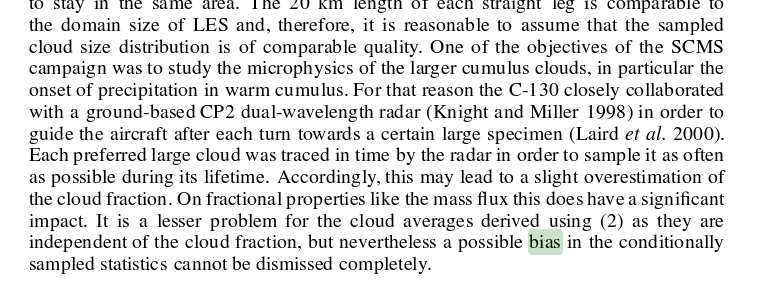 to stay in the same area. The 20 km length of each straight leg is comparable to
the domain size of LES and, therefore, it is reasonable to assume that the sampled
cloud size distribution is of comparable quality. One of the objectives of the SCMS
campaign was to study the microphysics of the larger cumulus clouds, in particular the
onset of precipitation in warm cumulus. For that reason the C-130 closely collaborated
with a ground-based CP2 dual-wavelength radar (Knight and Miller 1998) in order to
guide the aircraft after each turn towards a certain large specimen (Laird et al. 2000).
Each preferred large cloud was traced in time by the radar in order to sample it as often
as possible during its lifetime. Accordingly, this may lead to a slight overestimation of
the cloud fraction. On fractional properties like the mass flux this does have a significant
impact. It is a lesser problem for the cloud averages derived using (2) as they are
independent of the cloud fraction, but nevertheless a possible bias in the conditionally
sampled statistics cannot be dismissed completely.